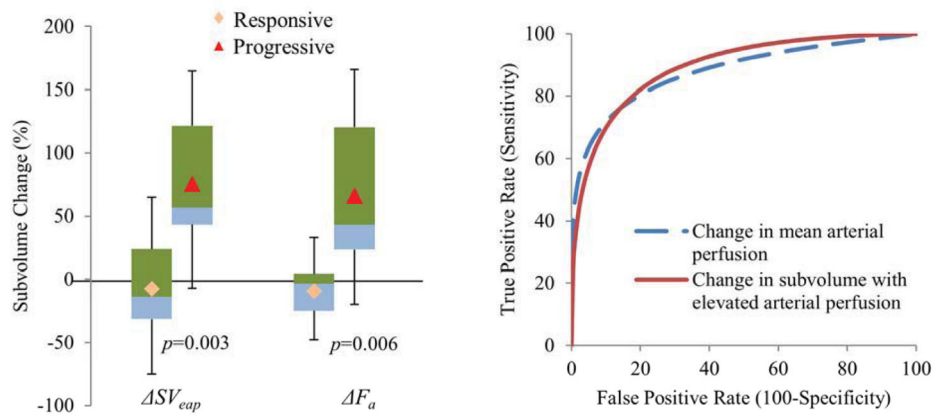 200
150
100
50
0
-50
-100
Subvolume Change (%)
Responsive
Progressive
p=0.003
p=0.006
ΔSVeap
ΔFa
100
80
60
40
20
0
True Positive Rate (Sensitivity)
Change in mean arterial
perfusion
Change in subvolume with
elevated arterial perfusion
0 20 40 60 80 100
False Positive Rate (100-Specificity)